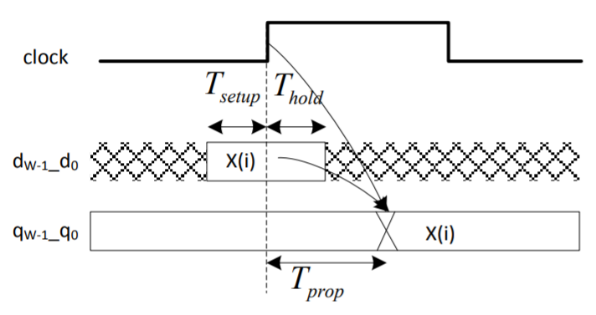 clock
Tsetup Thold
dW-1_d0 X(i)
qW-1_q0 X(i)
Tprop